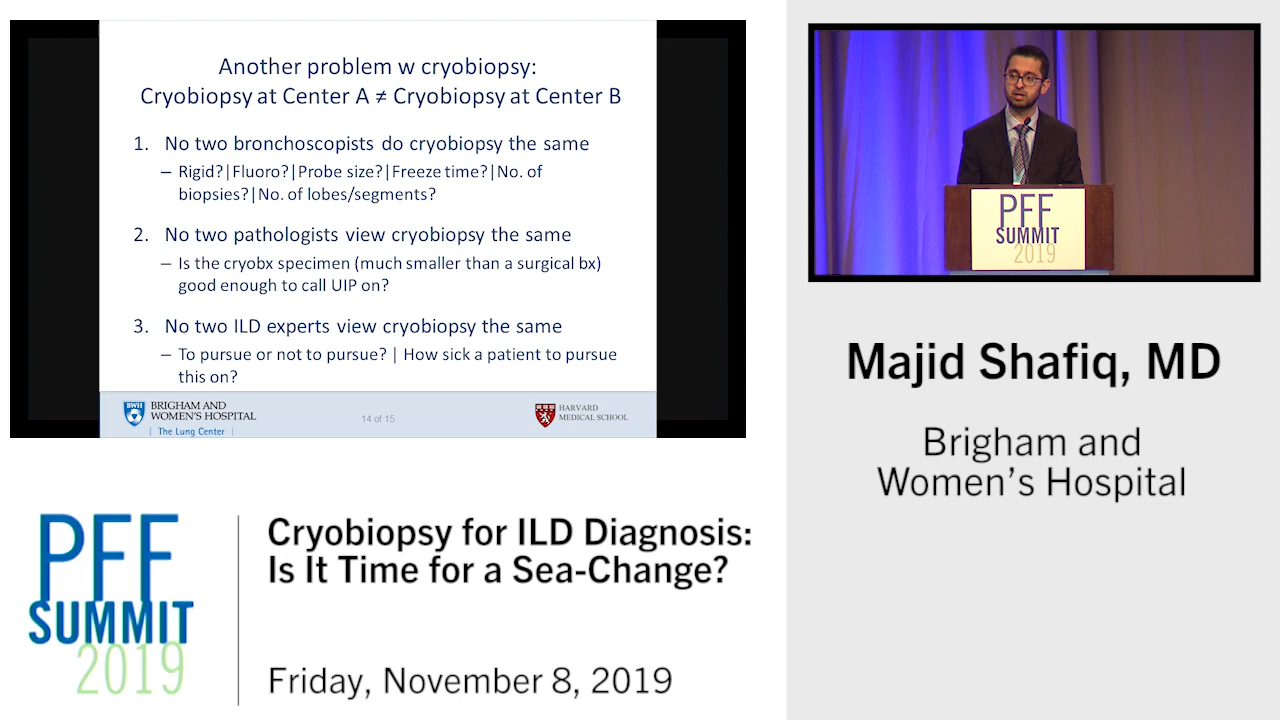 Another problem w cryobiopsy:
Cryobiopsy at Center A ≠ Cryobiopsy at Center B
1. No two bronchoscopists do cryobiopsy the same
– Rigid?|Fluoro?|Probe size?|Freeze time?|No. of
biopsies?|No. of lobes/segments?
2. No two pathologists view cryobiopsy the same
– Is the cryobx specimen (much smaller than a surgical bx)
good enough to call UIP on?
3. No two ILD experts view cryobiopsy the same
– To pursue or not to pursue? | How sick a patient to pursue
this on?
BWH
BRIGHAM AND
WOMEN'S HOSPITAL
| The Lung Center |
14 of 15
HARVARD
MEDICAL SCHOOL
PFF
SUMMIT
2019
Majid Shafiq, MD
Brigham and
Women's Hospital
PFF
SUMMIT
2019
Cryobiopsy for ILD Diagnosis:
Is It Time for a Sea-Change?
Friday, November 8, 2019